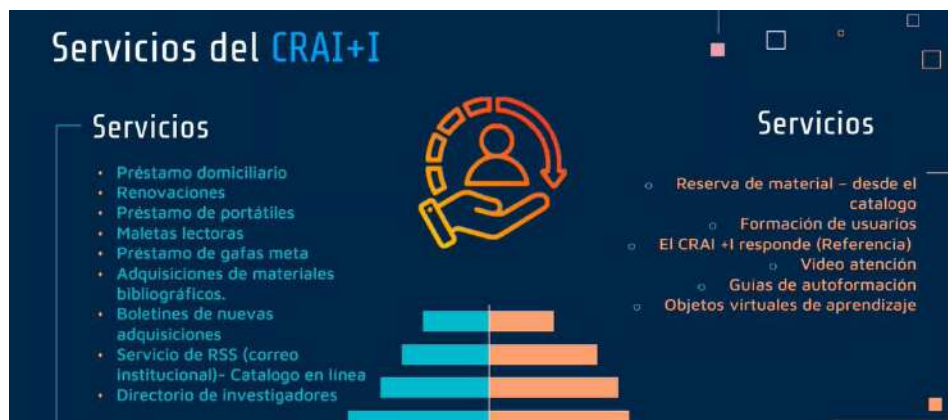 Servicios del CRAI+I
Servicios
• Préstamo domiciliario
• Renovaciones
• Préstamo de portátiles
• Maletas lectoras
• Préstamo de gafas meta
• Adquisiciones de materiales
bibliográficos.
• Boletines de nuevas
adquisiciones
• Servicio de RSS (correo
institucional)- Catalogo en línea
• Directorio de investigadores
Servicios
○ Reserva de material – desde el
catalogo
○ Formación de usuarios
○ El CRAI +I responde (Referencia)
○ Video atención
○ Guías de autoformación
○ Objetos virtuales de aprendizaje